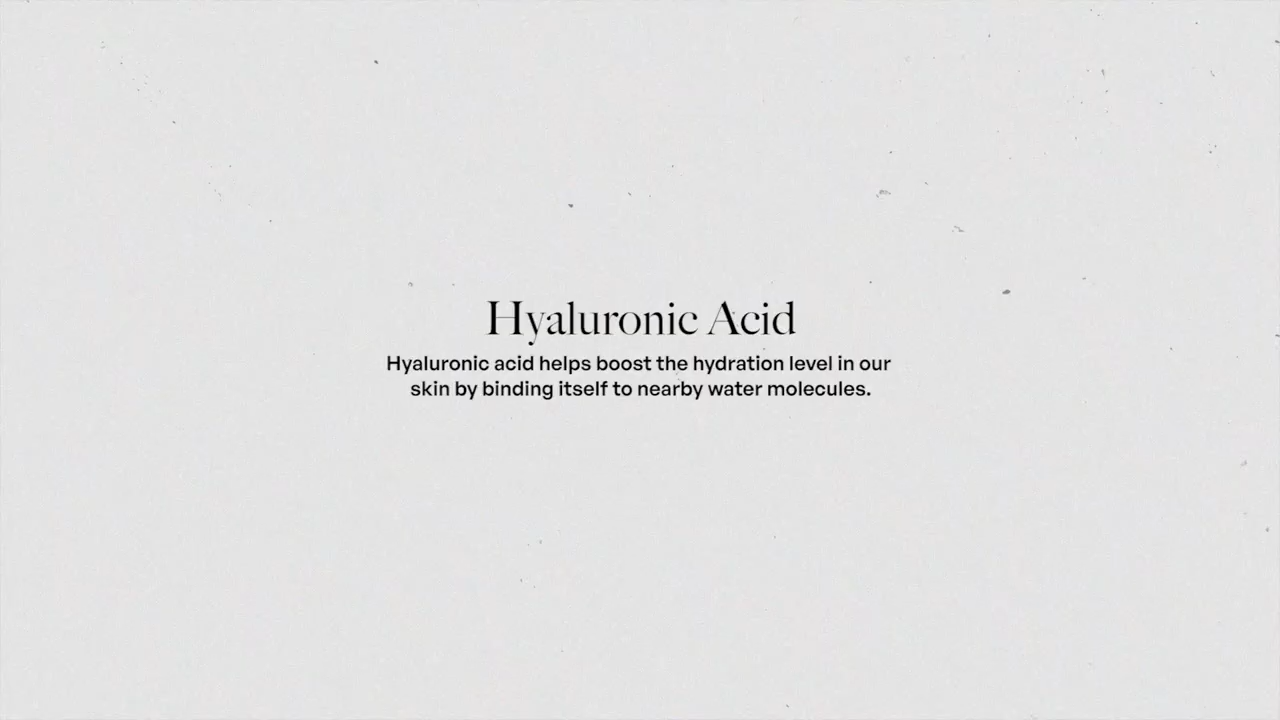 Hyaluronic Acid
Hyaluronic acid helps boost the hydration level in our
skin by binding itself to nearby water molecules.